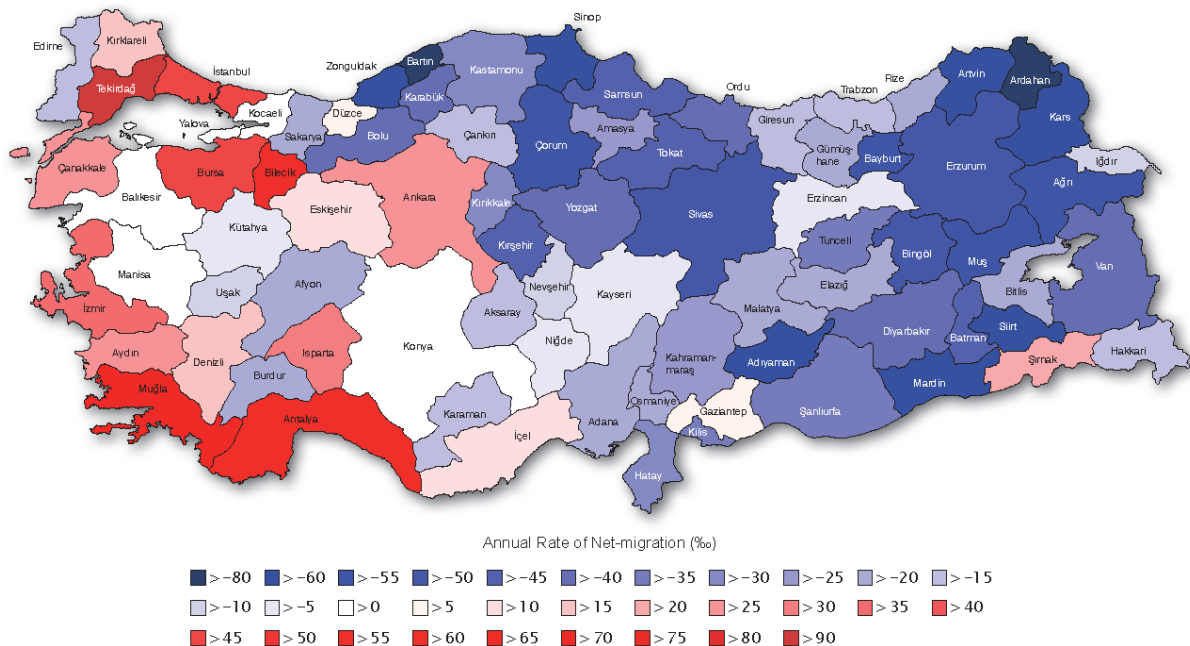 Sinop
Edirne
Kırklareli
İstanbul
Zonguldak
Bartın
Kastamonu
Rize
Artvin
Ardahan
Tekirdağ
Karabük
Samsun
Ordu
Trabzon
Kocaeli
Düzce
Kars
Yalova
Sakarya
Bolu
Çankırı
Amasya
Giresun
Çorum
Tokat
Gümüş-
hane
Bayburt
Erzurum
Iğdır
Çanakkale
Bursa
Bilecik
Ankara
Ağrı
Balıkesir
Eskişehir
Kırıkkale
Yozgat
Sivas
Erzincan
Kütahya
Kırşehir
Tunceli
Bingöl
Muş
Van
Manisa
Uşak
Afyon
Nevşehir
Kayseri
Elazığ
Bitlis
İzmir
Aksaray
Malatya
Diyarbakır
Batman
Siirt
Aydın
Denizli
Isparta
Konya
Niğde
Kahraman-
maraş
Adıyaman
Şırnak
Hakkari
Burdur
Mardin
Muğla
Antalya
Karaman
İçel
Adana
Osmaniye
Gaziantep
Şanlıurfa
Kilis
Hatay
Annual Rate of Net-migration (‰)
>-80 >-60 >-55 >-50 >-45 >-40 >-35 >-30 >-25 >-20 >-15
>-10 >-5 >0 >5 >10 >15 >20 >25 >30 >35 >40
>45 >50 >55 >60 >65 >70 >75 >80 >90